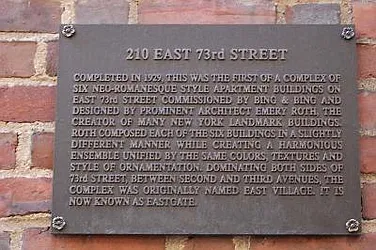 210 EAST 73rd STREET
COMPLETED IN 1929, THIS WAS THE FIRST OF A COMPLEX OF
SIX NEO-ROMANESQUE STYLE APARTMENT BUILDINGS ON
EAST 73rd STREET COMMISSIONED BY BING & BING AND
DESIGNED BY PROMINENT ARCHITECT EMERY ROTH, THE
CREATOR OF MANY NEW YORK LANDMARK BUILDINGS.
ROTH COMPOSED EACH OF THE SIX BUILDINGS IN A SLIGHTLY
DIFFERENT MANNER, WHILE CREATING A HARMONIOUS
ENSEMBLE UNIFIED BY THE SAME COLORS, TEXTURES AND
STYLE OF ORNAMENTATION. DOMINATING BOTH SIDES OF
73rd STREET, BETWEEN SECOND AND THIRD AVENUES, THE
COMPLEX WAS ORIGINALLY NAMED EAST VILLAGE. IT IS
NOW KNOWN AS EASTGATE.